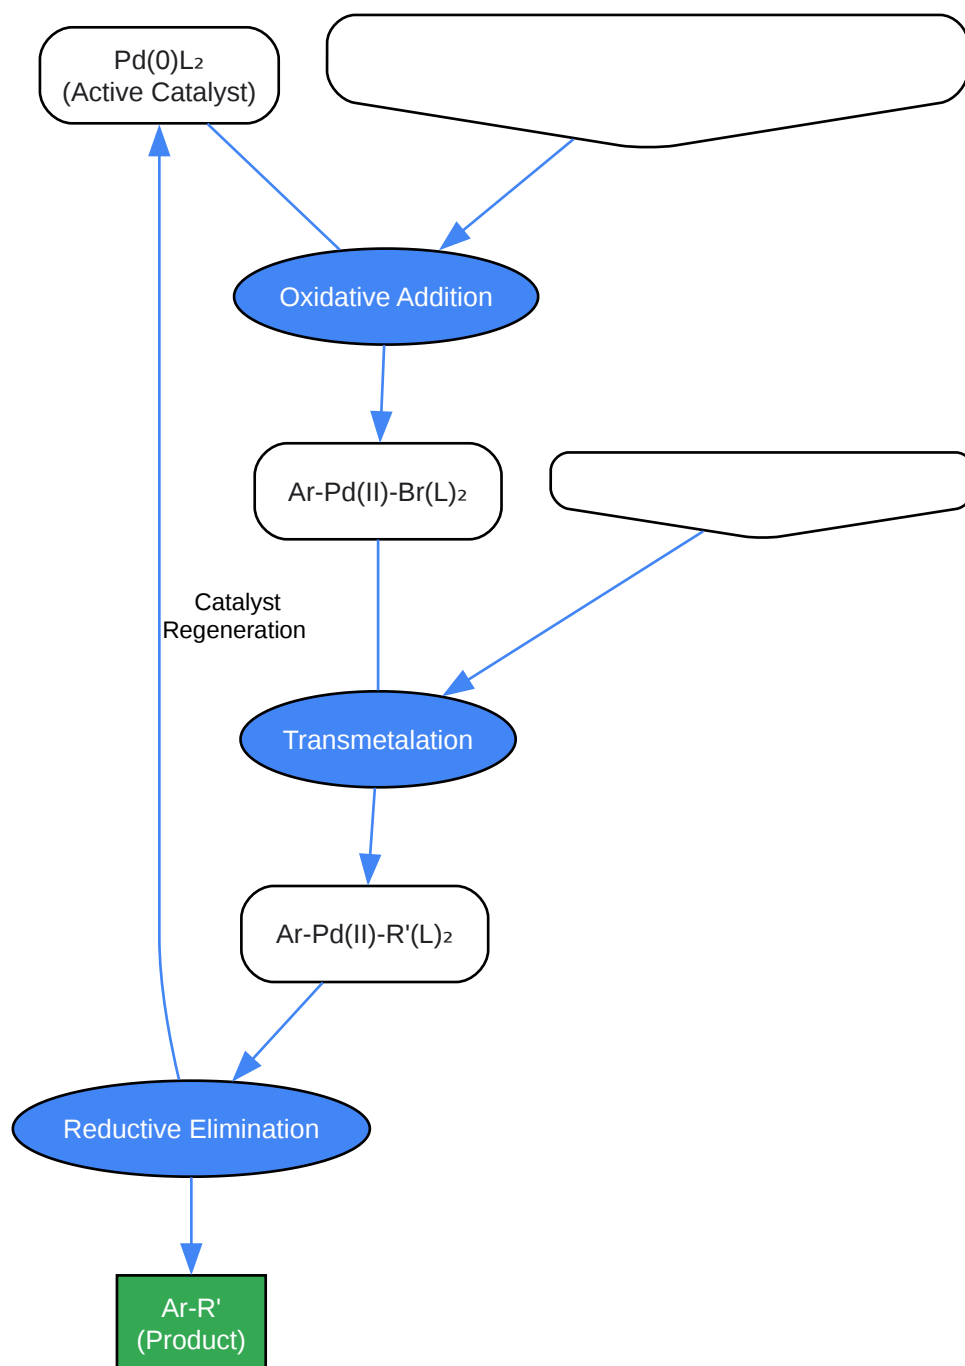 Pd(0)L₂
(Active Catalyst)
Oxidative Addition
Ar-Pd(II)-Br(L)₂
Catalyst
Regeneration
Transmetalation
Ar-Pd(II)-R'(L)₂
Reductive Elimination
Ar-R'
(Product)